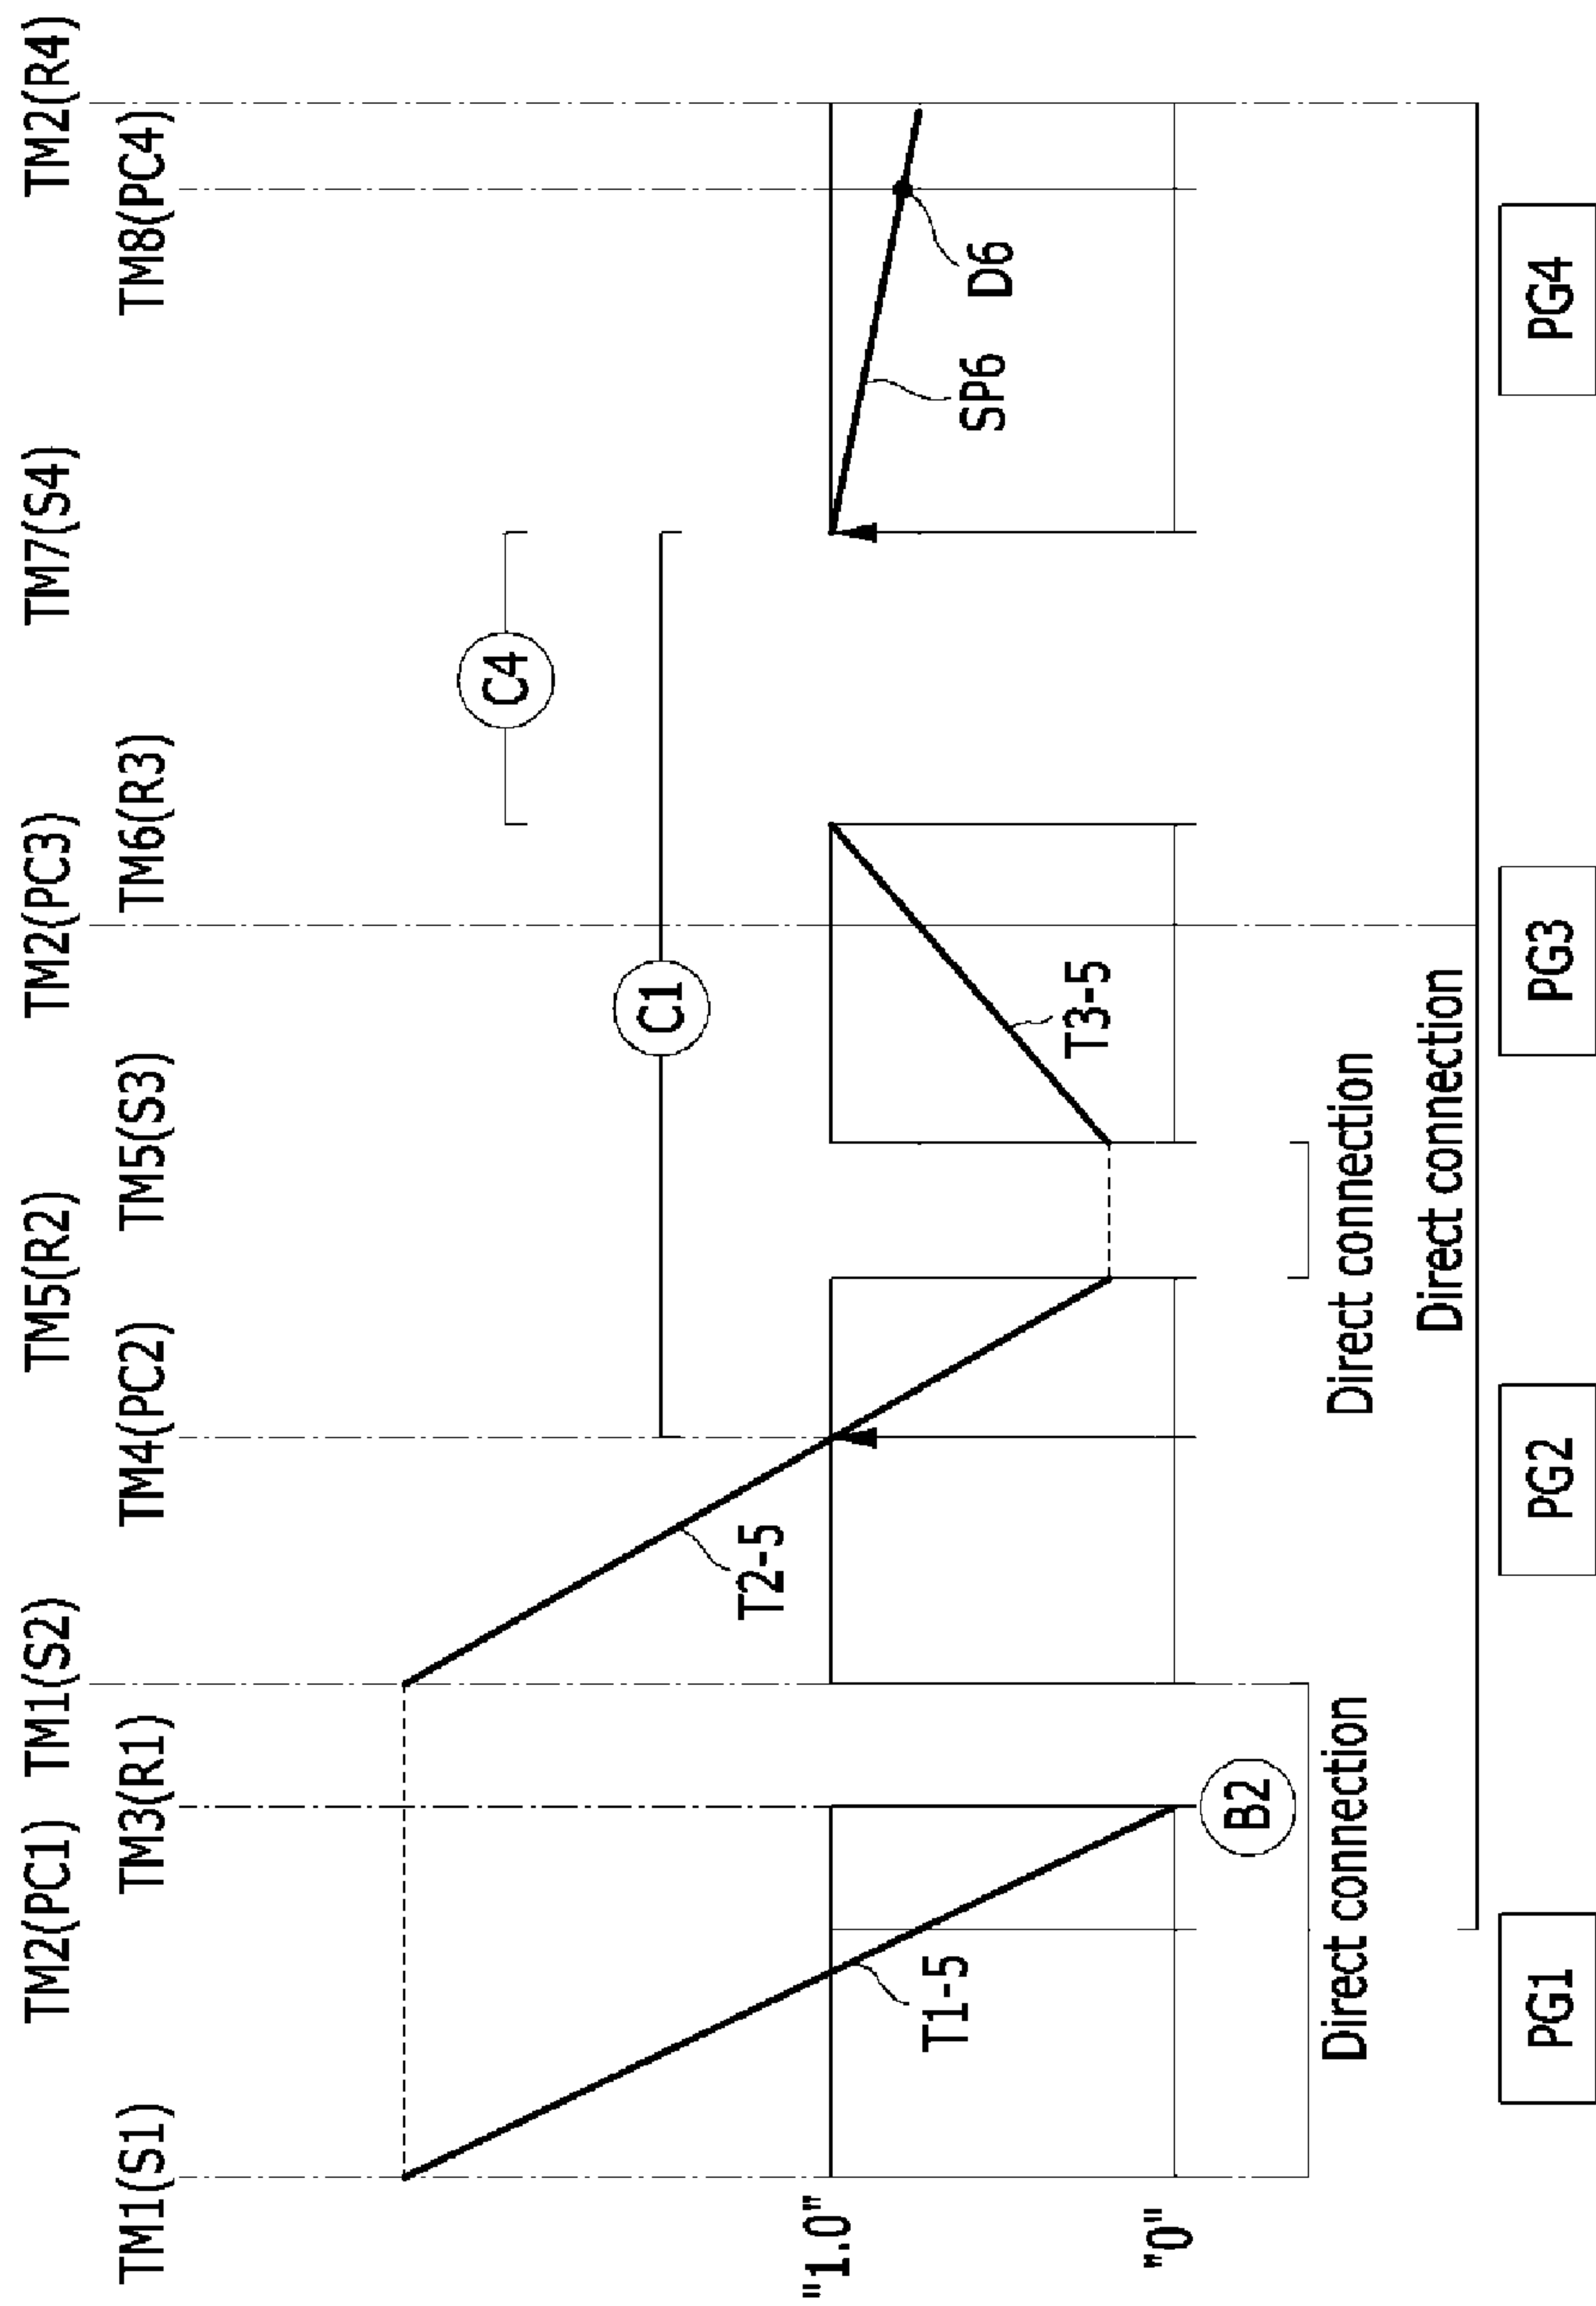 TM1(S1)
TM2(PC1)
TM3(R1)
TM1(S2)
TM4(PC2)
TM5(R2)
TM5(S3)
TM2(PC3)
TM6(R3)
TM7(S4)
TM8(PC4)
TM2(R4)
C4
C1
"1.0"
"0"
T1-5
T2-5
T3-5
SP6
D6
B2
Direct connection
Direct connection
Direct connection
PG1
PG2
PG3
PG4